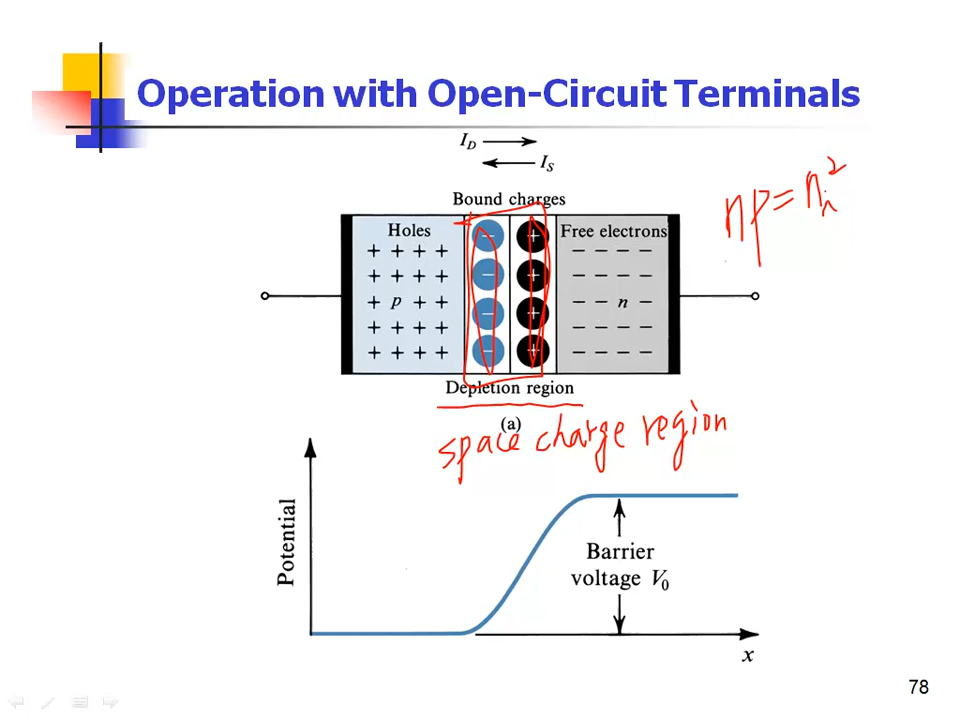 Operation with Open-Circuit Terminals
I_D
I_S
np = n_i^2
Bound charges
Holes
Free electrons
+ + + +
+ + + +
+ p + +
+ + + +
+ + + +
−
−
−
−
+
+
+
+
− − − −
− − − −
− − n −
− − − −
− − − −
Depletion region
(a)
space charge region
Potential
Barrier
voltage V_0
x
78